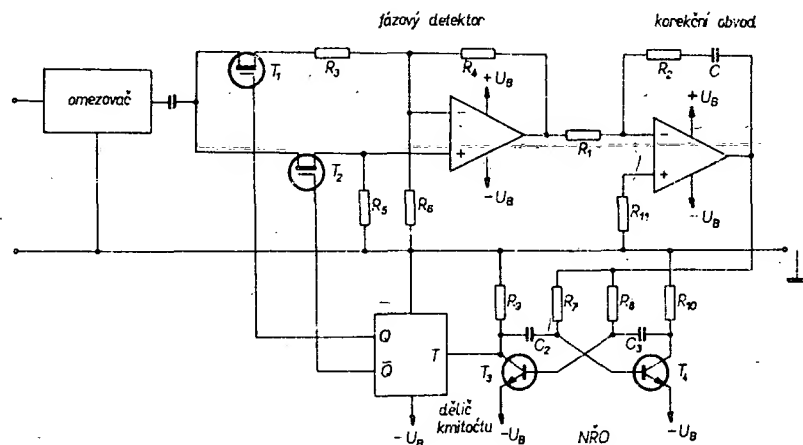 fázový detektor
korekční obvod
omezovač
T1
R3
R4
R2
C
+ UB
+ UB
−
+
R1
−
+
T2
R5
R6
− UB
R11
− UB
R9
R7
R8
R10
Q
Q̄
T
C2
C3
T3
T4
dělič
kmitočtu
− UB
− UB
NŘO
− UB